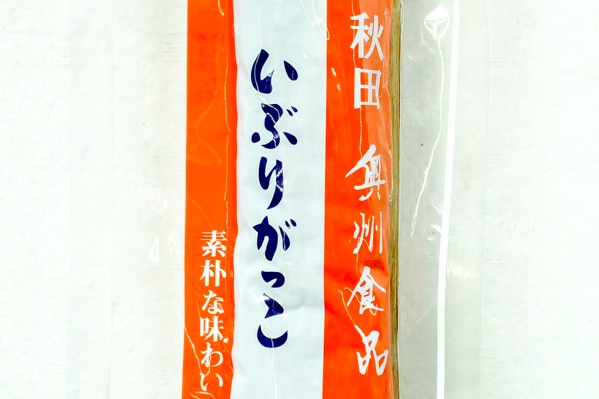 秋田 奥州食品
いぶりがっこ
素朴な味わい